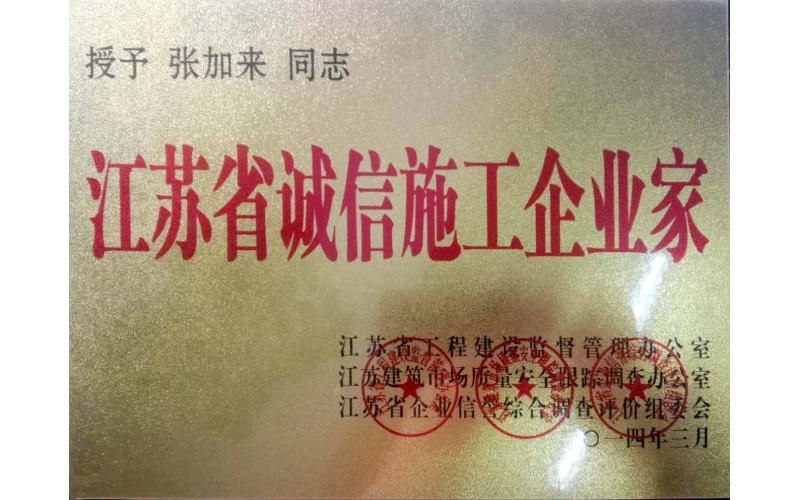 授予 张加来 同志
江苏省诚信施工企业家
江苏省工程建设监督管理办公室
江苏建筑市场质量安全跟踪调查办公室
江苏省企业信誉综合调查评价组委会
二〇一四年三月